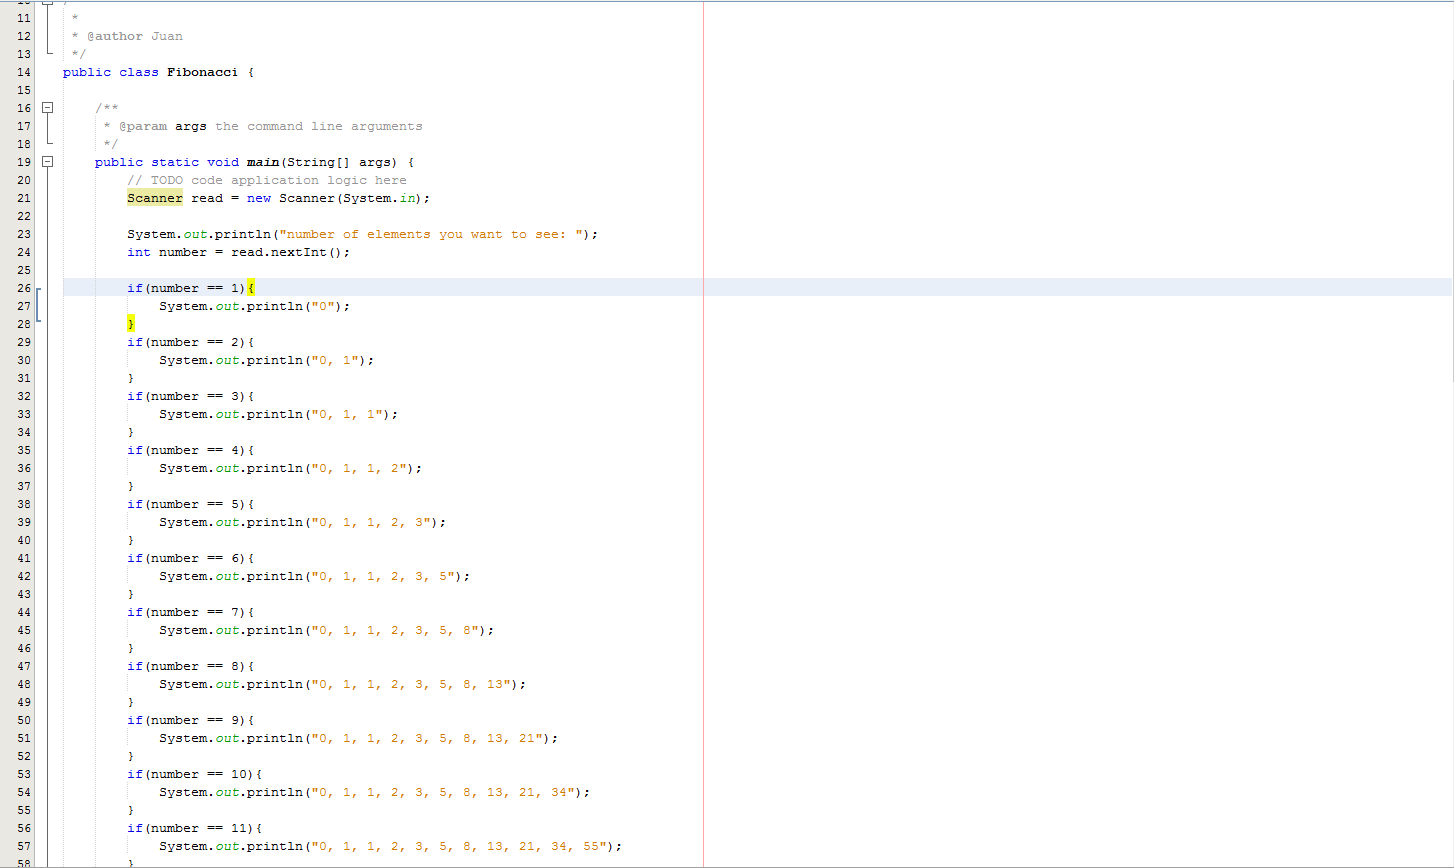 11 *
12 * @author Juan
13 */
14 public class Fibonacci {
15
16 /**
17 * @param args the command line arguments
18 */
19 public static void main(String[] args) {
20 // TODO code application logic here
21 Scanner read = new Scanner(System.in);
22
23 System.out.println("number of elements you want to see: ");
24 int number = read.nextInt();
25
26 if(number == 1){
27 System.out.println("0");
28 }
29 if(number == 2){
30 System.out.println("0, 1");
31 }
32 if(number == 3){
33 System.out.println("0, 1, 1");
34 }
35 if(number == 4){
36 System.out.println("0, 1, 1, 2");
37 }
38 if(number == 5){
39 System.out.println("0, 1, 1, 2, 3");
40 }
41 if(number == 6){
42 System.out.println("0, 1, 1, 2, 3, 5");
43 }
44 if(number == 7){
45 System.out.println("0, 1, 1, 2, 3, 5, 8");
46 }
47 if(number == 8){
48 System.out.println("0, 1, 1, 2, 3, 5, 8, 13");
49 }
50 if(number == 9){
51 System.out.println("0, 1, 1, 2, 3, 5, 8, 13, 21");
52 }
53 if(number == 10){
54 System.out.println("0, 1, 1, 2, 3, 5, 8, 13, 21, 34");
55 }
56 if(number == 11){
57 System.out.println("0, 1, 1, 2, 3, 5, 8, 13, 21, 34, 55");
58 }